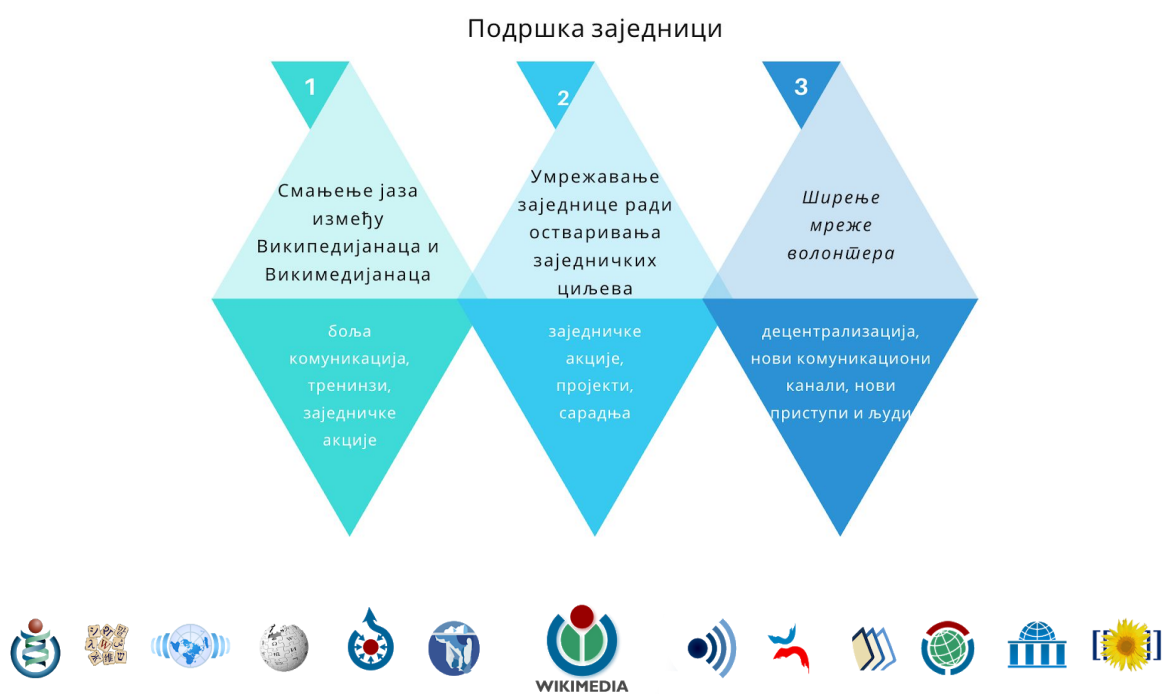 Подршка заједници
1
Смањење јаза
између
Википедијанаца и
Викимедијанаца
боља
комуникација,
тренинзи,
заједничке
акције
2
Умрежавање
заједнице ради
остваривања
заједничких
циљева
заједничке
акције,
пројекти,
сарадња
3
Ширење
мреже
волонтера
децентрализација,
нови комуникациони
канали, нови
приступи и људи
WIKIMEDIA